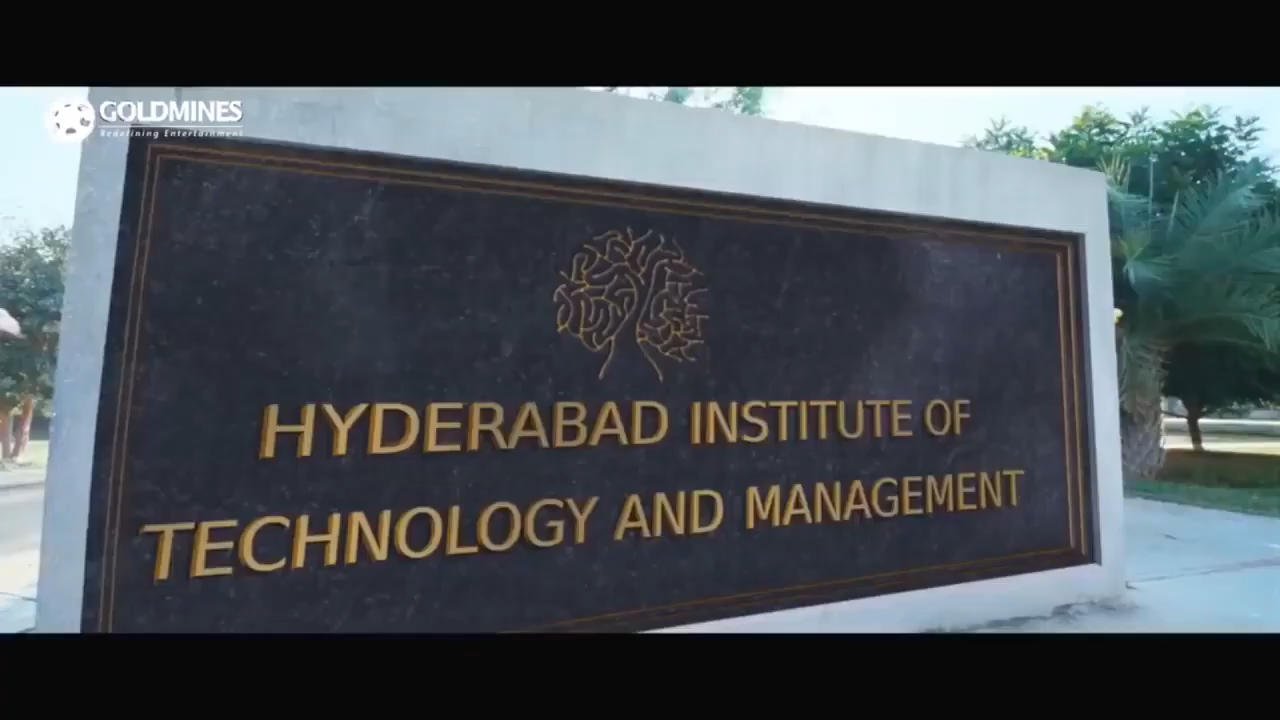 GOLDMINES
Redefining Entertainment
HYDERABAD INSTITUTE OF
TECHNOLOGY AND MANAGEMENT